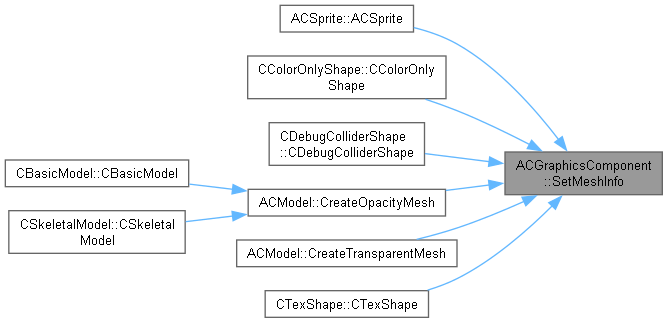 ACSprite::ACSprite
CColorOnlyShape::CColorOnly
Shape
CDebugColliderShape
::CDebugColliderShape
ACGraphicsComponent
::SetMeshInfo
CBasicModel::CBasicModel
ACModel::CreateOpacityMesh
CSkeletalModel::CSkeletal
Model
ACModel::CreateTransparentMesh
CTexShape::CTexShape